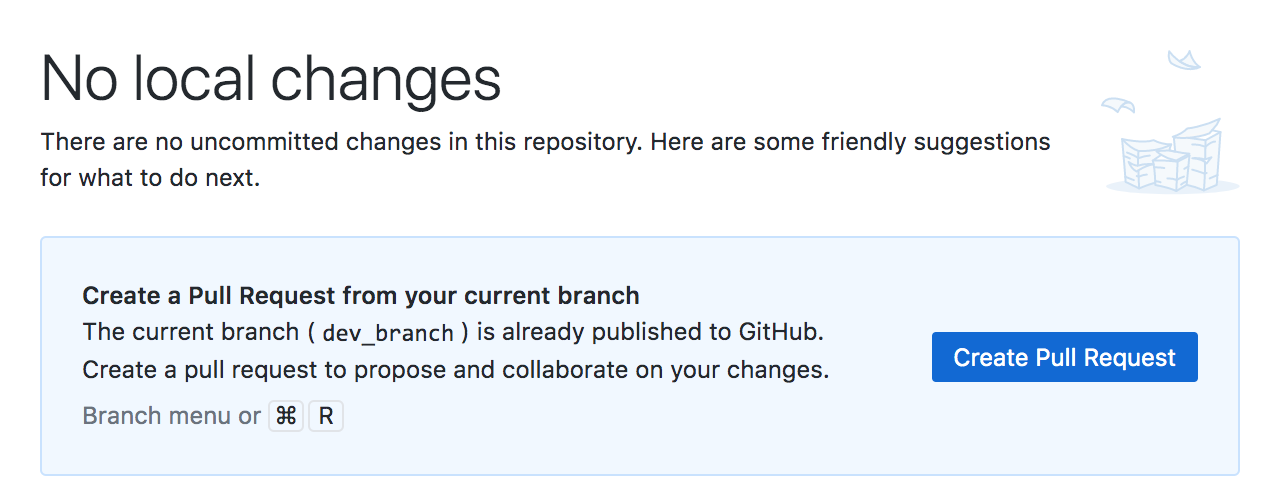 No local changes
There are no uncommitted changes in this repository. Here are some friendly suggestions
for what to do next.
Create a Pull Request from your current branch
The current branch ( dev_branch ) is already published to GitHub.
Create a pull request to propose and collaborate on your changes.
Create Pull Request
Branch menu or ⌘ R